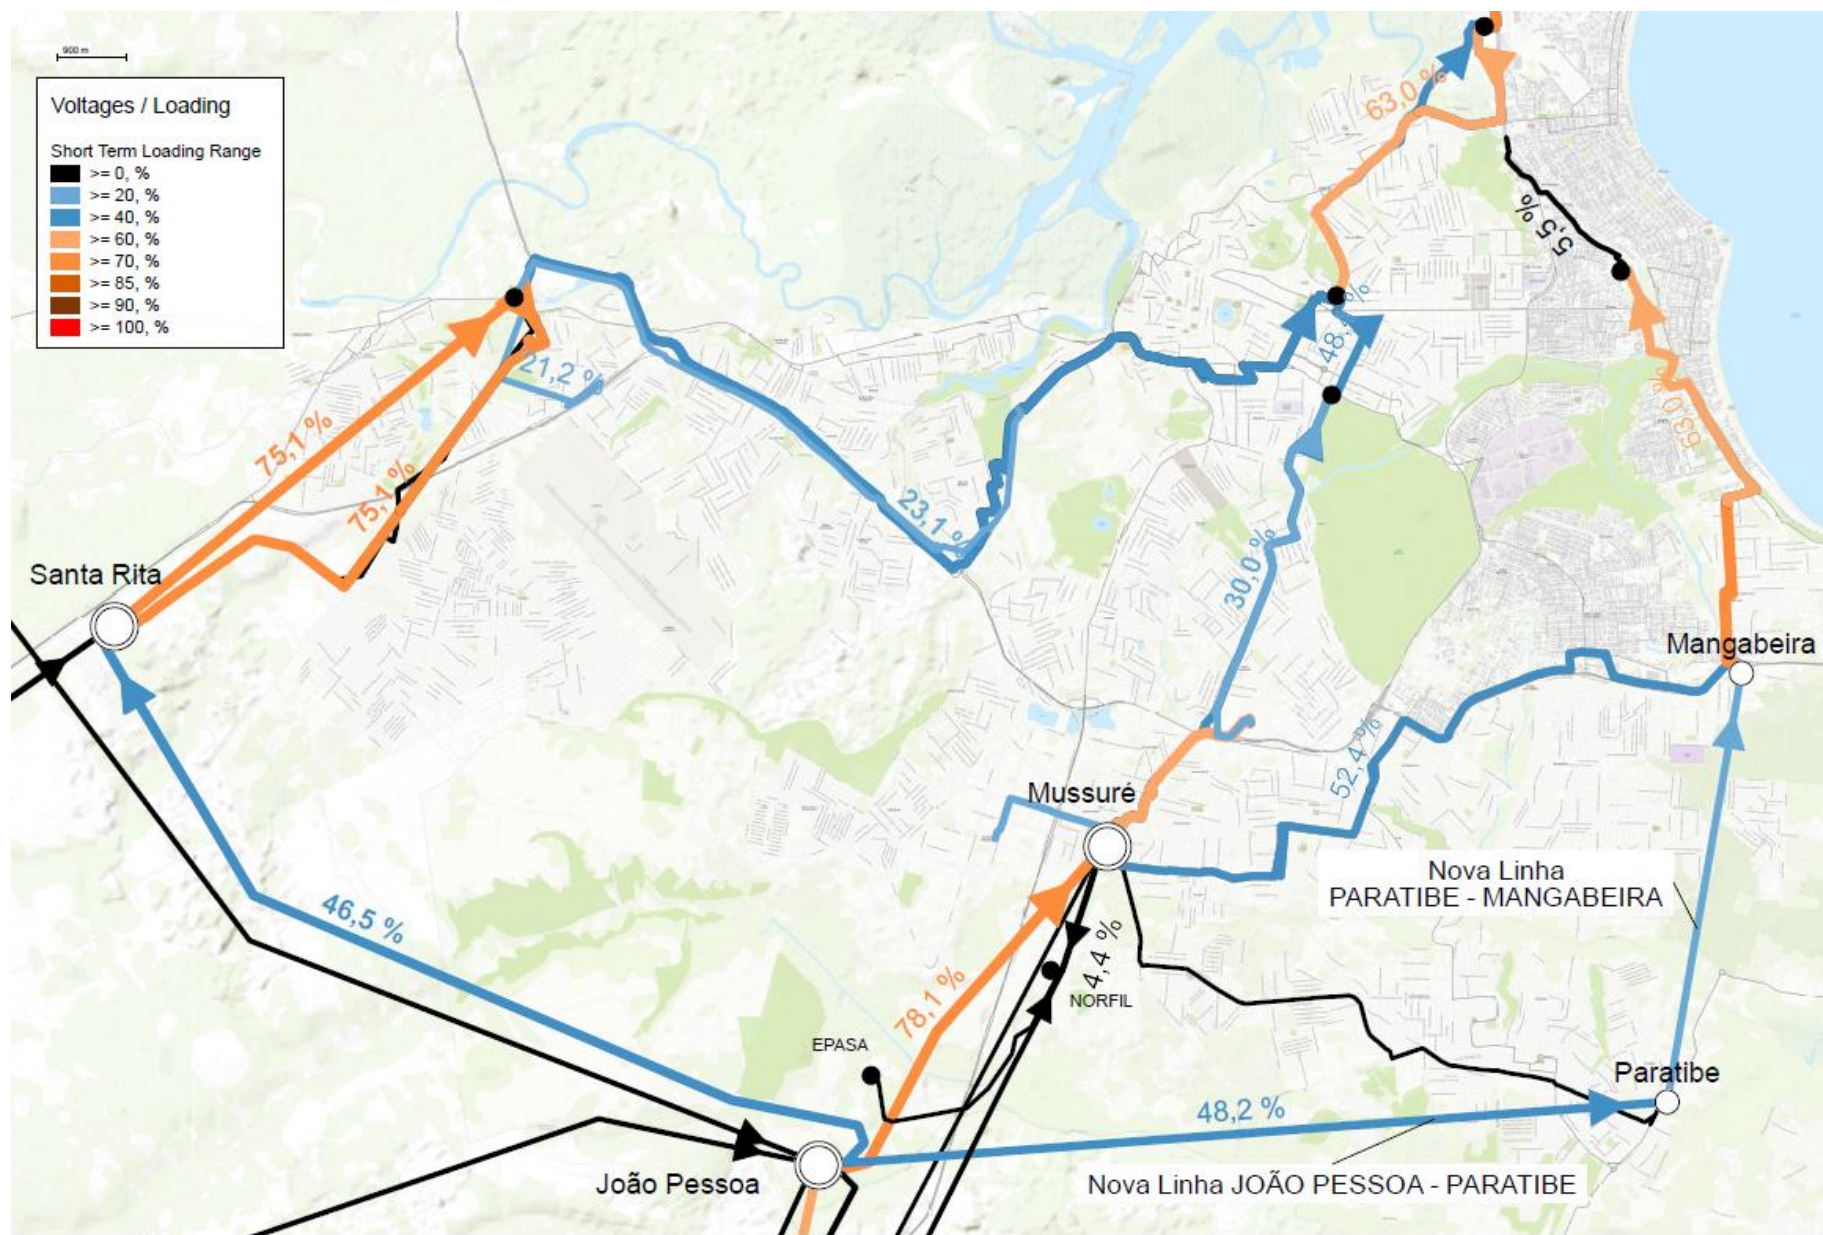 900 m
Voltages / Loading
Short Term Loading Range
>= 0, %
>= 20, %
>= 40, %
>= 60, %
>= 70, %
>= 85, %
>= 90, %
>= 100, %
63,0 %
5,5 %
21,2 %
75,1 %
75,1 %
23,1 %
63,0 %
30,0 %
Santa Rita
Mangabeira
52,4 %
Mussuré
Nova Linha
PARATIBE - MANGABEIRA
46,5 %
4,4 %
78,1 %
NORFIL
EPASA
Paratibe
48,2 %
João Pessoa
Nova Linha JOÃO PESSOA - PARATIBE